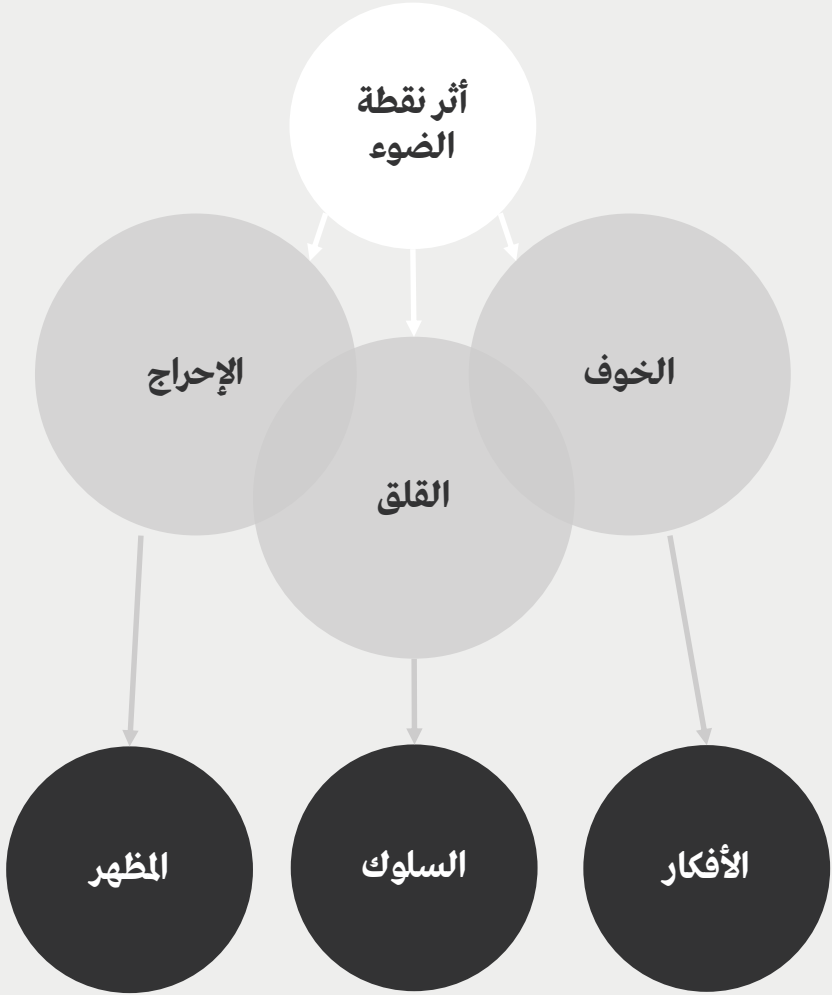 أثر نقطة
الضوء
الخوف
الإحراج
القلق
الأفكار
السلوك
المظهر